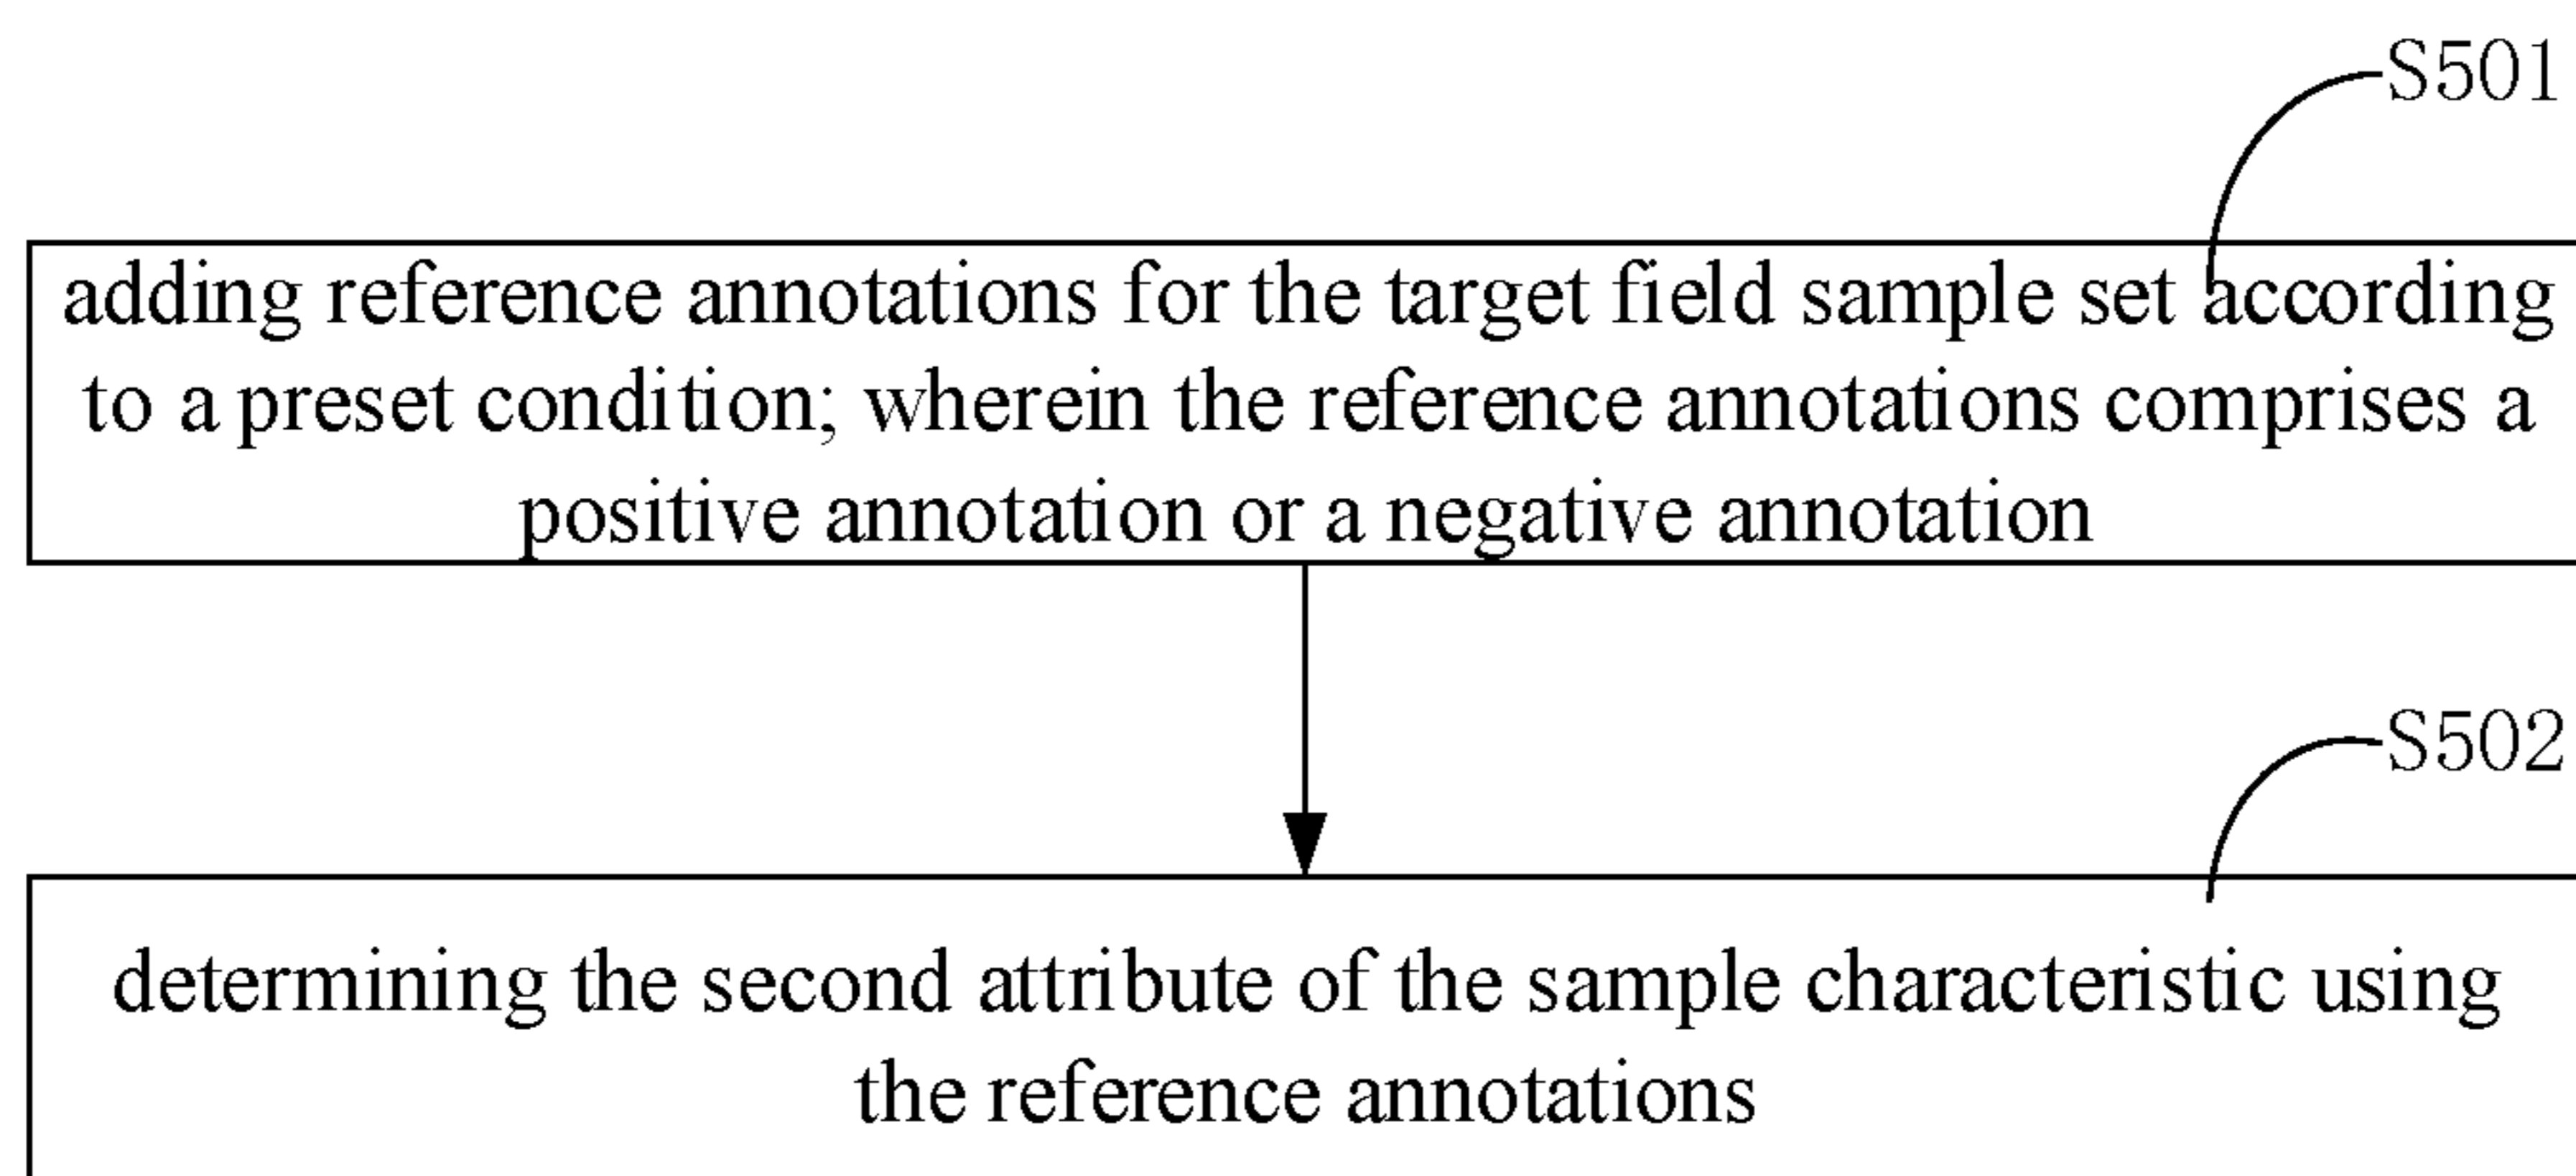 S501
adding reference annotations for the target field sample set according
to a preset condition; wherein the reference annotations comprises a
positive annotation or a negative annotation
S502
determining the second attribute of the sample characteristic using
the reference annotations